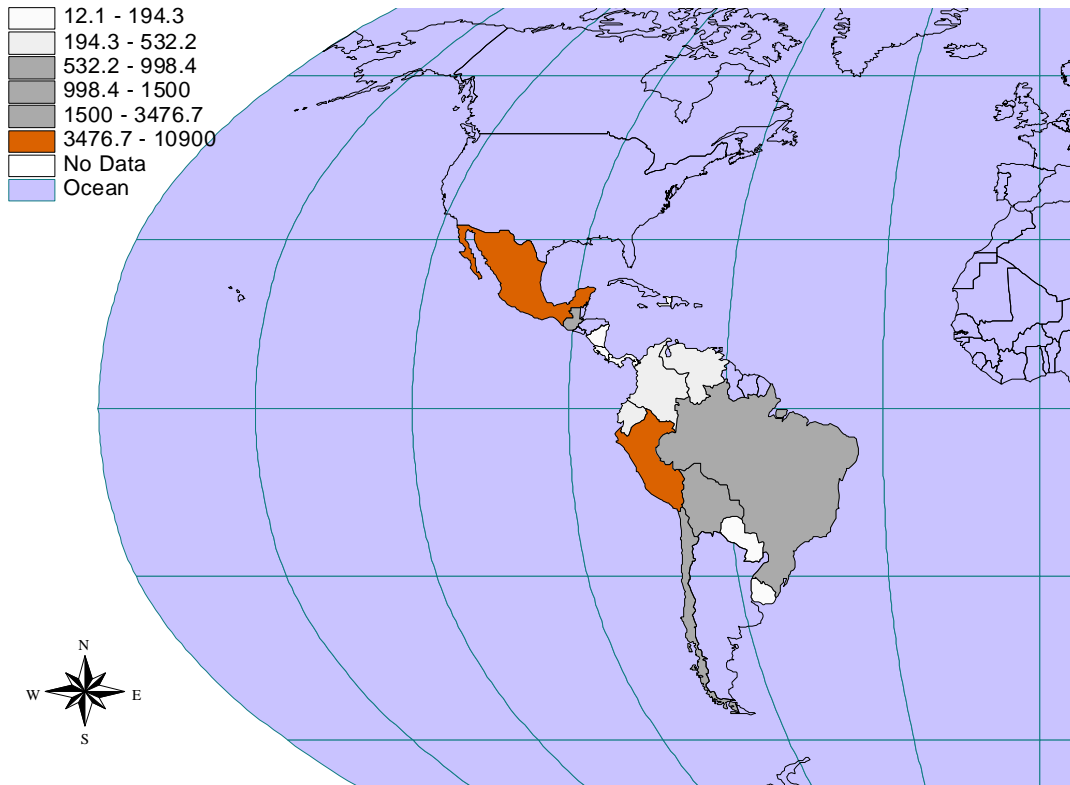 12.1 - 194.3
194.3 - 532.2
532.2 - 998.4
998.4 - 1500
1500 - 3476.7
3476.7 - 10900
No Data
Ocean
N
W E
S